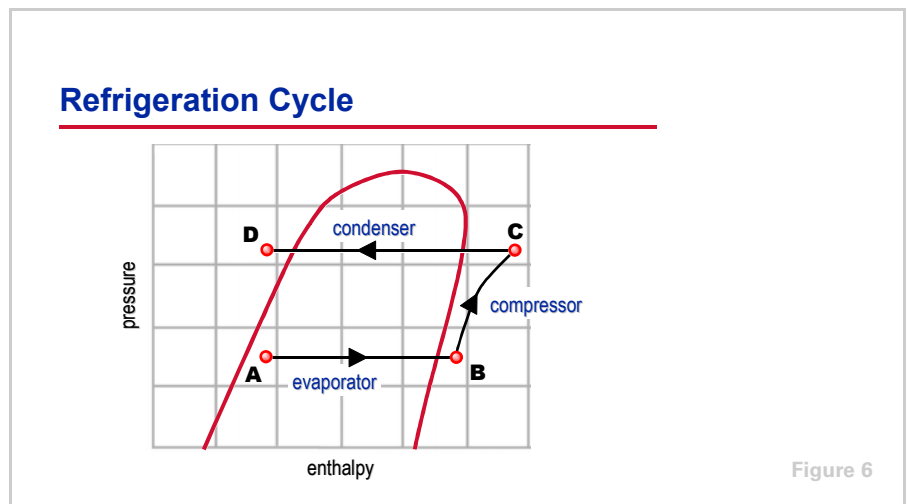 Refrigeration Cycle
D
condenser
C
pressure
compressor
A
evaporator
B
enthalpy
Figure 6